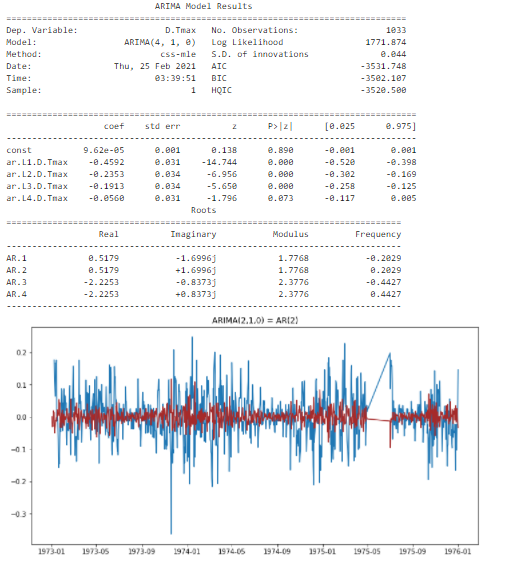 ARIMA Model Results
Dep. Variable: D.Tmax No. Observations: 1033
Model: ARIMA(4, 1, 0) Log Likelihood 1771.874
Method: css-mle S.D. of innovations 0.044
Date: Thu, 25 Feb 2021 AIC -3531.748
Time: 03:39:51 BIC -3502.107
Sample: 1 HQIC -3520.500
coef std err z P>|z| [0.025 0.975]
const 9.62e-05 0.001 0.138 0.890 -0.001 0.001
ar.L1.D.Tmax -0.4592 0.031 -14.744 0.000 -0.520 -0.398
ar.L2.D.Tmax -0.2353 0.034 -6.956 0.000 -0.302 -0.169
ar.L3.D.Tmax -0.1913 0.034 -5.650 0.000 -0.258 -0.125
ar.L4.D.Tmax -0.0560 0.031 -1.796 0.073 -0.117 0.005
Roots
Real Imaginary Modulus Frequency
AR.1 0.5179 -1.6996j 1.7768 -0.2029
AR.2 0.5179 +1.6996j 1.7768 0.2029
AR.3 -2.2253 -0.8373j 2.3776 -0.4427
AR.4 -2.2253 +0.8373j 2.3776 0.4427
ARIMA(2,1,0) = AR(2)
0.2
0.1
0.0
−0.1
−0.2
−0.3
1973-01 1973-05 1973-09 1974-01 1974-05 1974-09 1975-01 1975-05 1975-09 1976-01